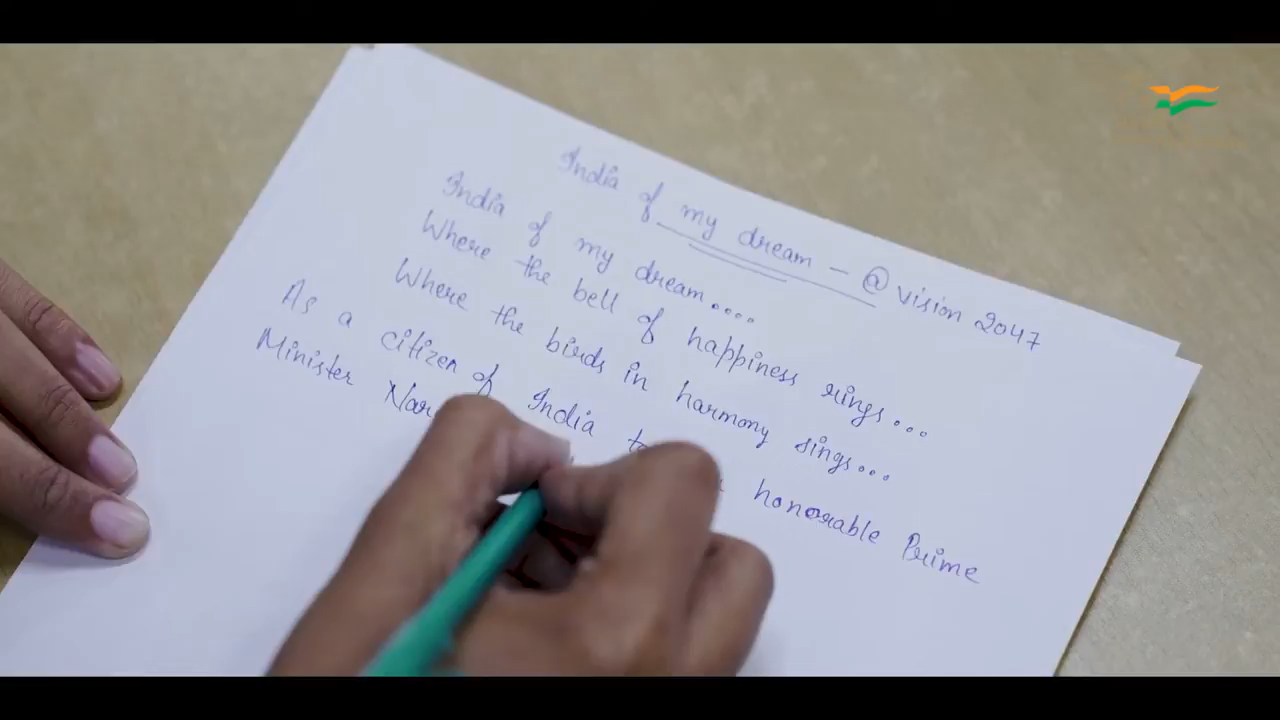 India of my dream - @ vision 2047
India of my dream....
Where the bell of happiness rings...
Where the birds in harmony sings...
As a citizen of India honorable Prime
Minister